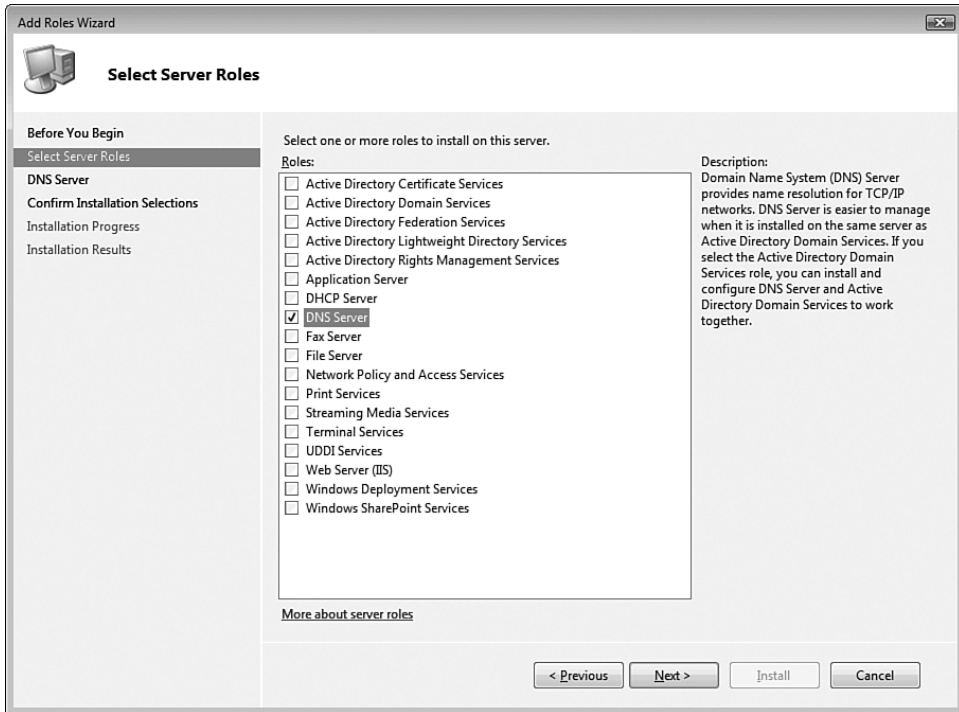 Add Roles Wizard
Select Server Roles
Before You Begin
Select Server Roles
DNS Server
Confirm Installation Selections
Installation Progress
Installation Results
Select one or more roles to install on this server.
Roles:
Active Directory Certificate Services
Active Directory Domain Services
Active Directory Federation Services
Active Directory Lightweight Directory Services
Active Directory Rights Management Services
Application Server
DHCP Server
DNS Server
Fax Server
File Server
Network Policy and Access Services
Print Services
Streaming Media Services
Terminal Services
UDDI Services
Web Server (IIS)
Windows Deployment Services
Windows SharePoint Services
More about server roles
Description:
Domain Name System (DNS) Server
provides name resolution for TCP/IP
networks. DNS Server is easier to manage
when it is installed on the same server as
Active Directory Domain Services. If you
select the Active Directory Domain
Services role, you can install and
configure DNS Server and Active
Directory Domain Services to work
together.
< Previous
Next >
Install
Cancel